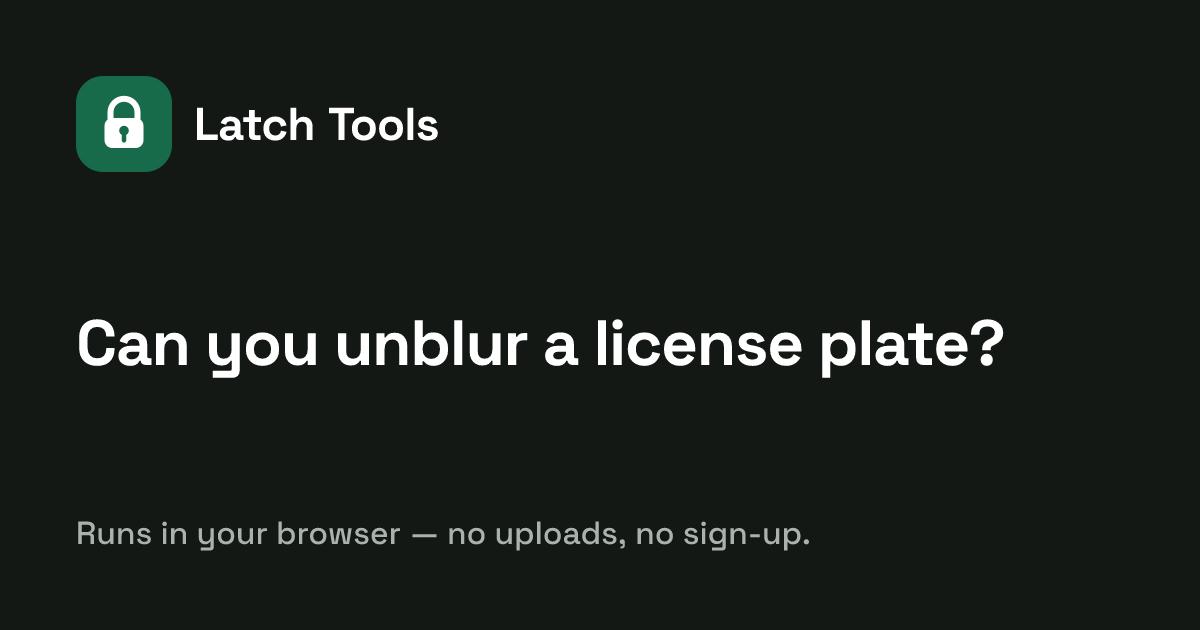 Latch Tools
Can you unblur a license plate?
Runs in your browser — no uploads, no sign-up.